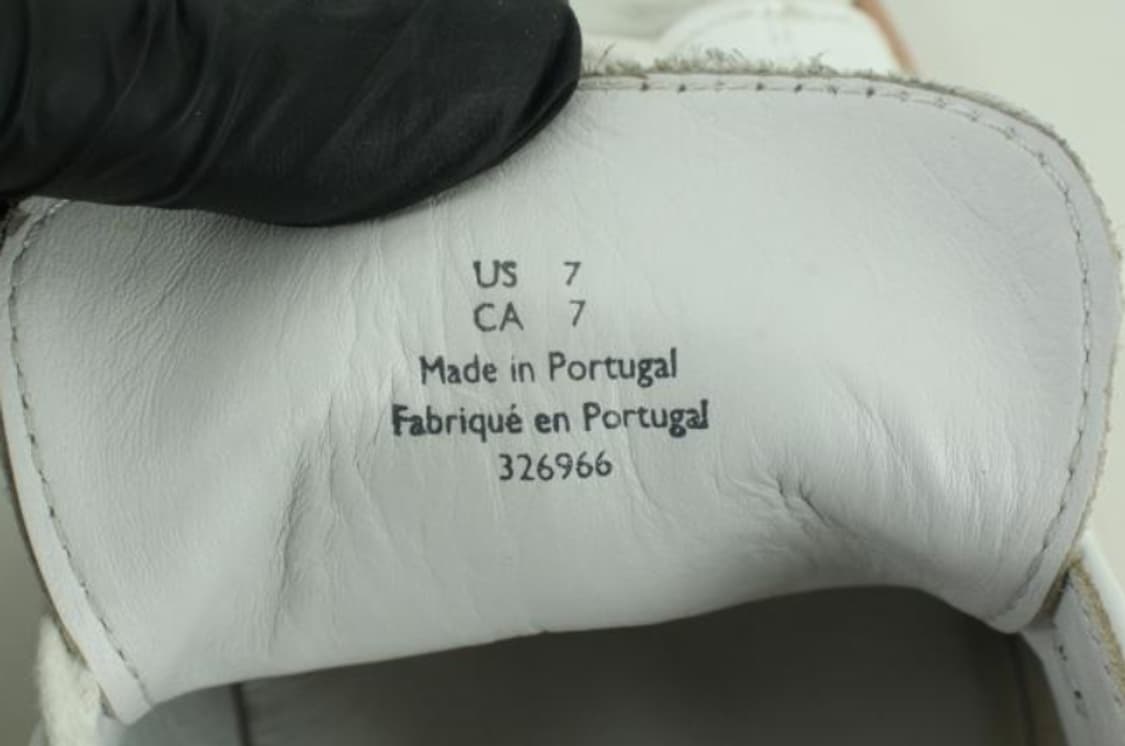 US 7
CA 7
Made in Portugal
Fabriqué en Portugal
326966